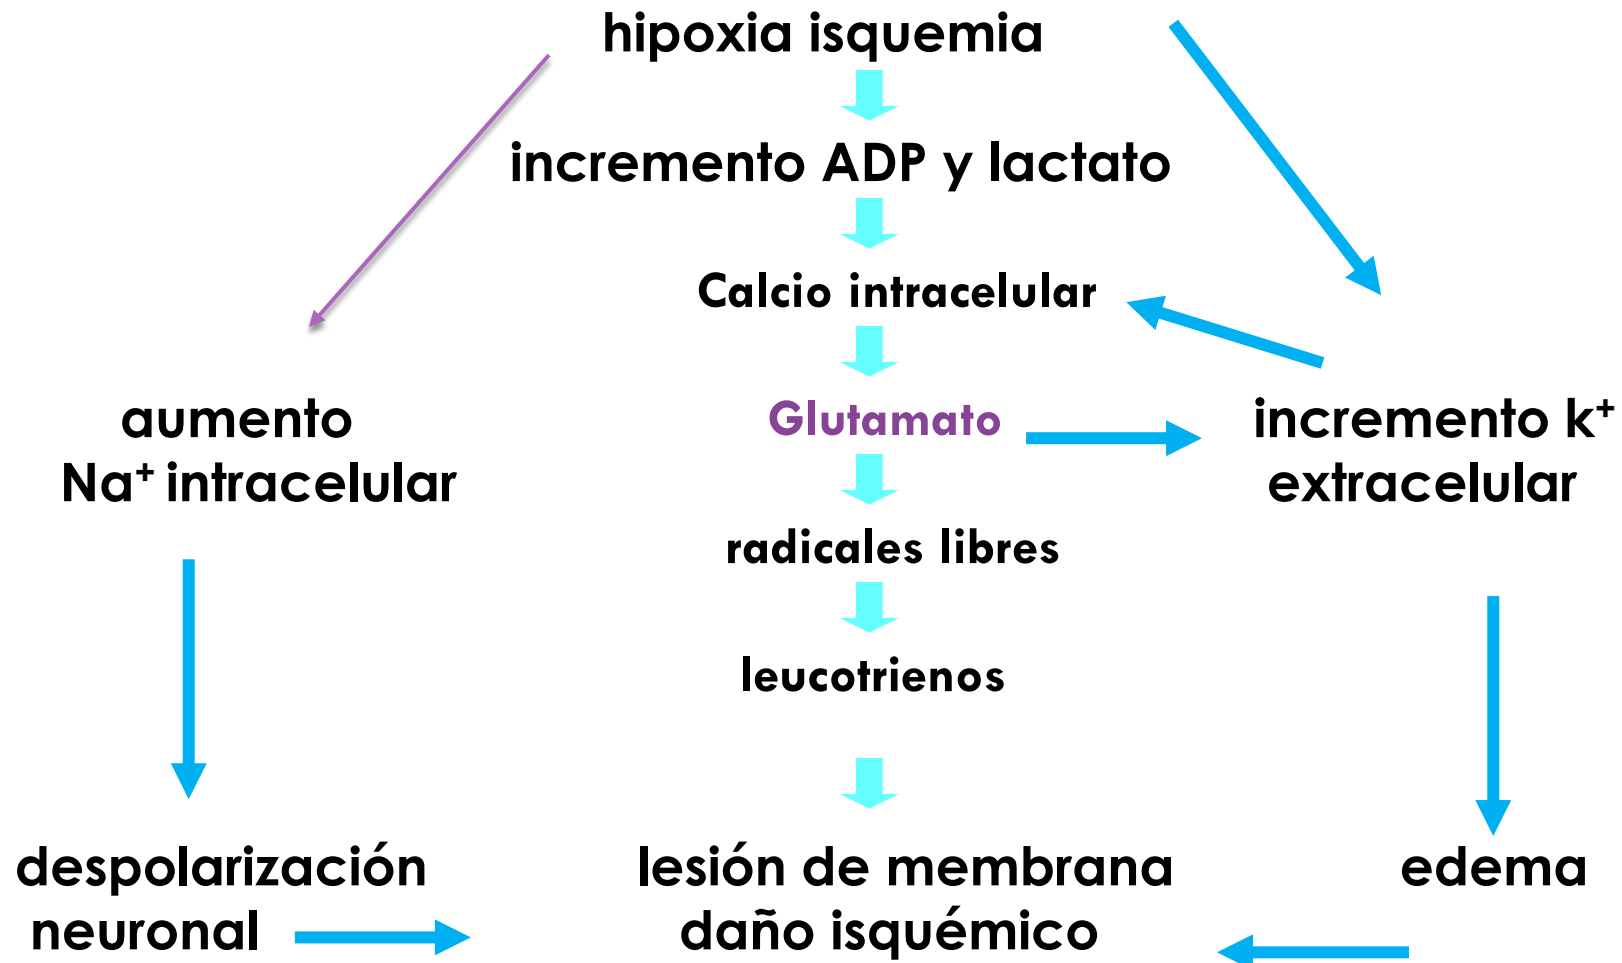 hipoxia isquemia
incremento ADP y lactato
Calcio intracelular
aumento
Na⁺ intracelular
Glutamato
incremento k⁺
extracelular
radicales libres
leucotrienos
despolarización
neuronal
lesión de membrana
daño isquémico
edema